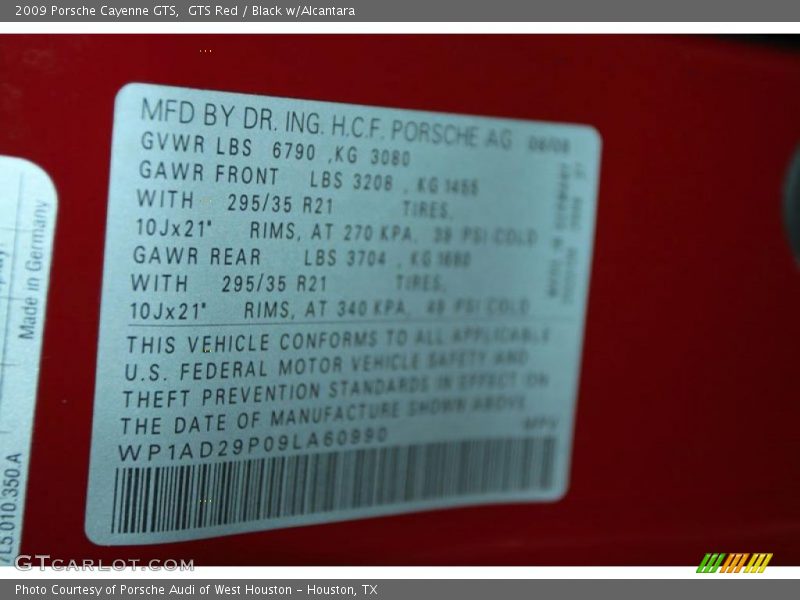 2009 Porsche Cayenne GTS,  GTS Red / Black w/Alcantara
MFD BY DR. ING. H.C.F. PORSCHE AG 08/08
GVWR LBS 6790 ,KG 3080
GAWR FRONT LBS 3208 , KG 1455
WITH 295/35 R21 TIRES,
10Jx21" RIMS, AT 270 KPA, 39 PSI COLD
GAWR REAR LBS 3704 , KG 1680
WITH 295/35 R21 TIRES,
10Jx21" RIMS, AT 340 KPA, 49 PSI COLD
THIS VEHICLE CONFORMS TO ALL APPLICABLE
U.S. FEDERAL MOTOR VEHICLE SAFETY AND
THEFT PREVENTION STANDARDS IN EFFECT ON
THE DATE OF MANUFACTURE SHOWN ABOVE
WP1AD29P09LA60990 MPV
MADE IN GERMANY
Made in Germany
7L5.010.350.A
GTCARLOT.COM
Photo Courtesy of Porsche Audi of West Houston - Houston, TX